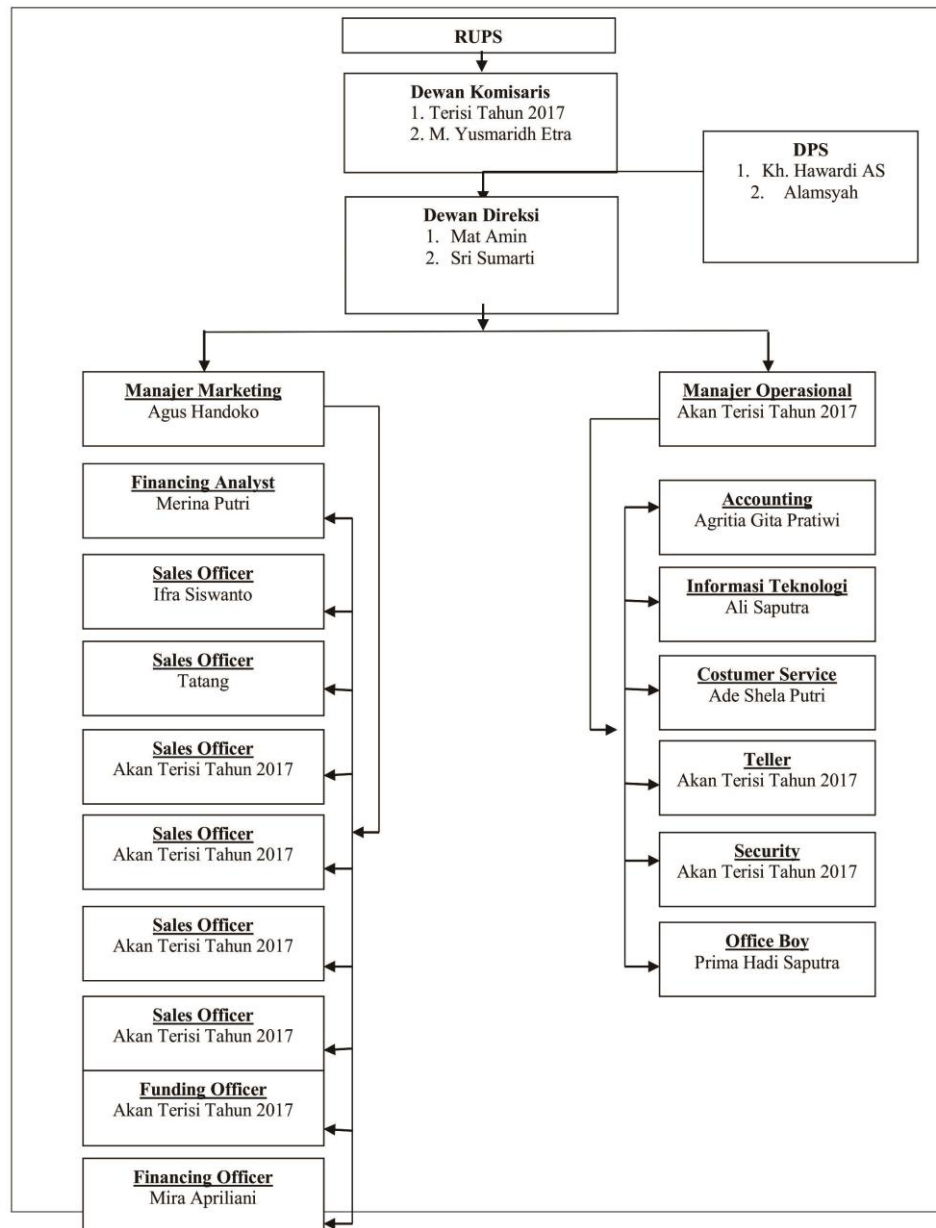 RUPS
Dewan Komisaris
1. Terisi Tahun 2017
2. M. Yusmaridh Etra
DPS
1. Kh. Hawardi AS
2. Alamsyah
Dewan Direksi
1. Mat Amin
2. Sri Sumarti
Manajer Marketing
Agus Handoko
Financing Analyst
Merina Putri
Sales Officer
Ifra Siswanto
Sales Officer
Tatang
Sales Officer
Akan Terisi Tahun 2017
Sales Officer
Akan Terisi Tahun 2017
Sales Officer
Akan Terisi Tahun 2017
Sales Officer
Akan Terisi Tahun 2017
Funding Officer
Akan Terisi Tahun 2017
Financing Officer
Mira Apriliani
Manajer Operasional
Akan Terisi Tahun 2017
Accounting
Agritia Gita Pratiwi
Informasi Teknologi
Ali Saputra
Costumer Service
Ade Shela Putri
Teller
Akan Terisi Tahun 2017
Security
Akan Terisi Tahun 2017
Office Boy
Prima Hadi Saputra